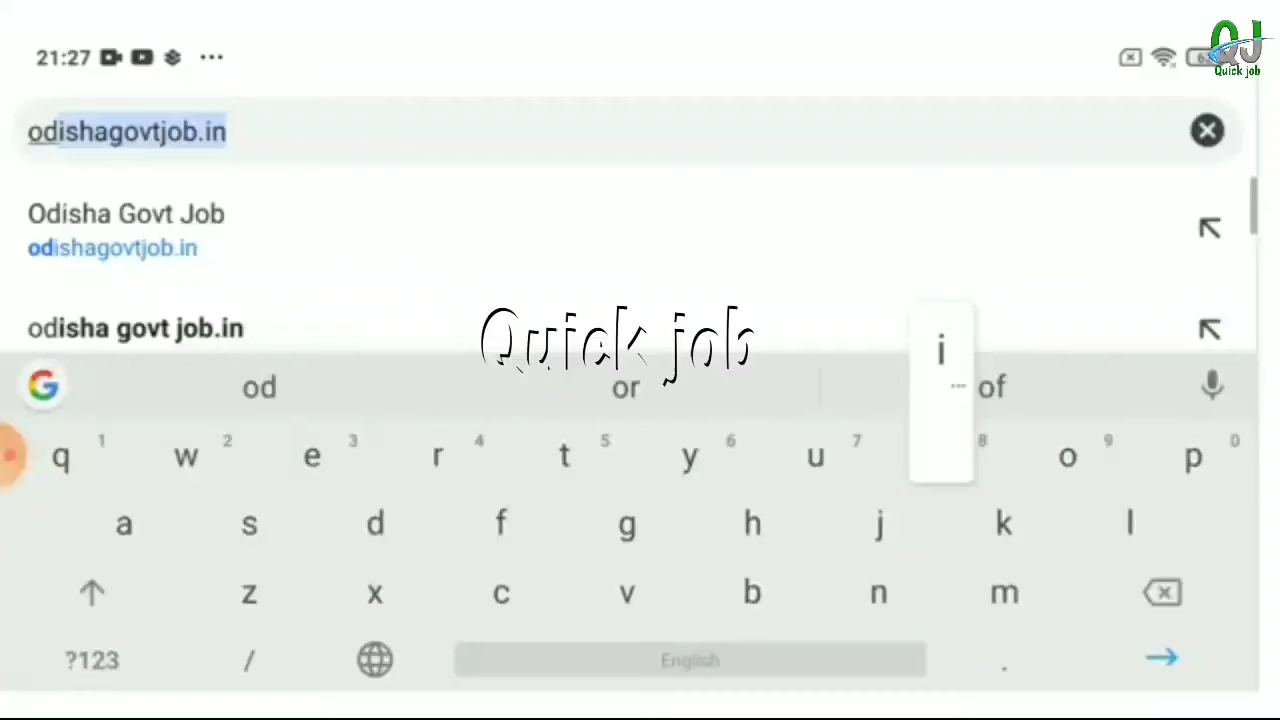 21:27
QJ
Quick job
odishagovtjob.in
Odisha Govt Job
odishagovtjob.in
odisha govt job.in
Quick job
i
od or of
q 1 w 2 e 3 r 4 t 5 y 6 u 7 8 o 9 p 0
a s d f g h j k l
z x c v b n m
?123 / English .